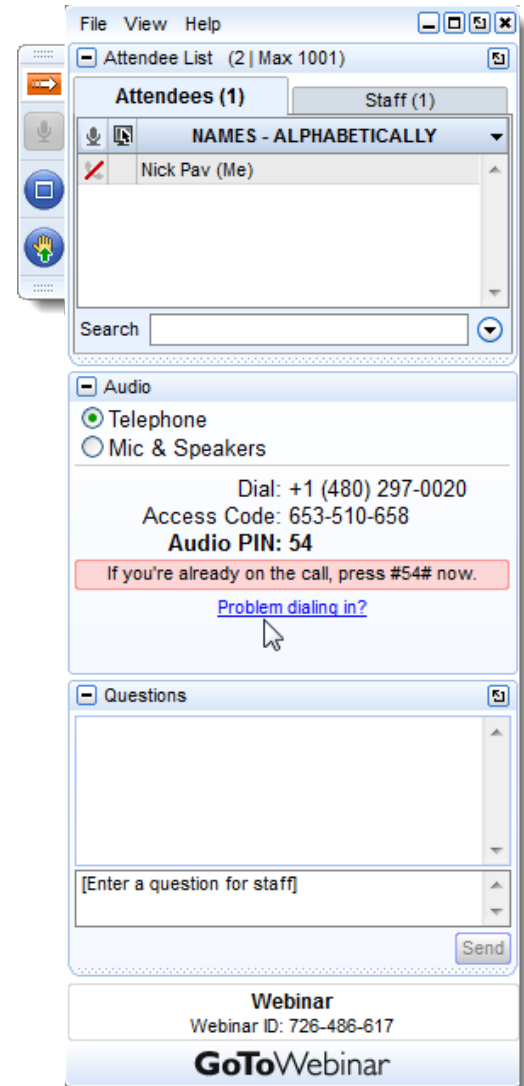 File View Help
Attendee List (2 | Max 1001)
Attendees (1) Staff (1)
NAMES - ALPHABETICALLY
Nick Pav (Me)
Search
Audio
Telephone
Mic & Speakers
Dial: +1 (480) 297-0020
Access Code: 653-510-658
Audio PIN: 54
If you're already on the call, press #54# now.
Problem dialing in?
Questions
[Enter a question for staff]
Send
Webinar
Webinar ID: 726-486-617
GoToWebinar